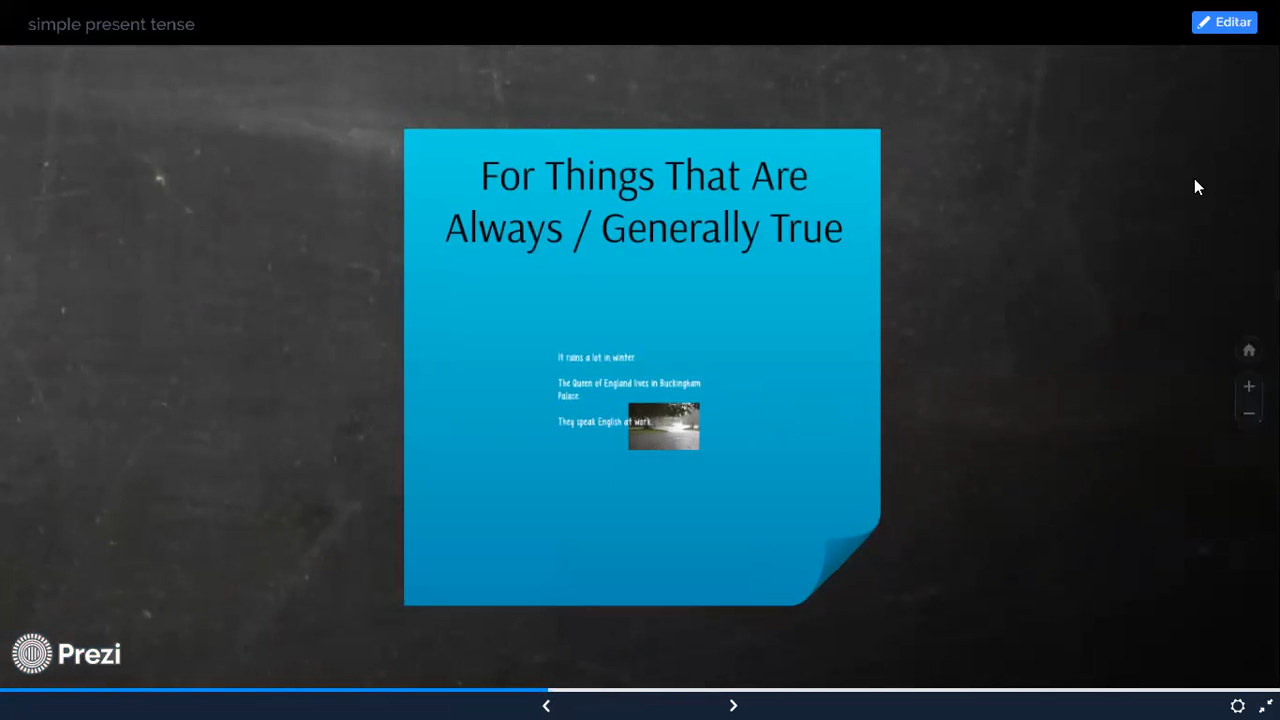 simple present tense
Editar
For Things That Are
Always / Generally True
It rains a lot in winter
The Queen of England lives in Buckingham
Palace.
They speak English at work.
Prezi